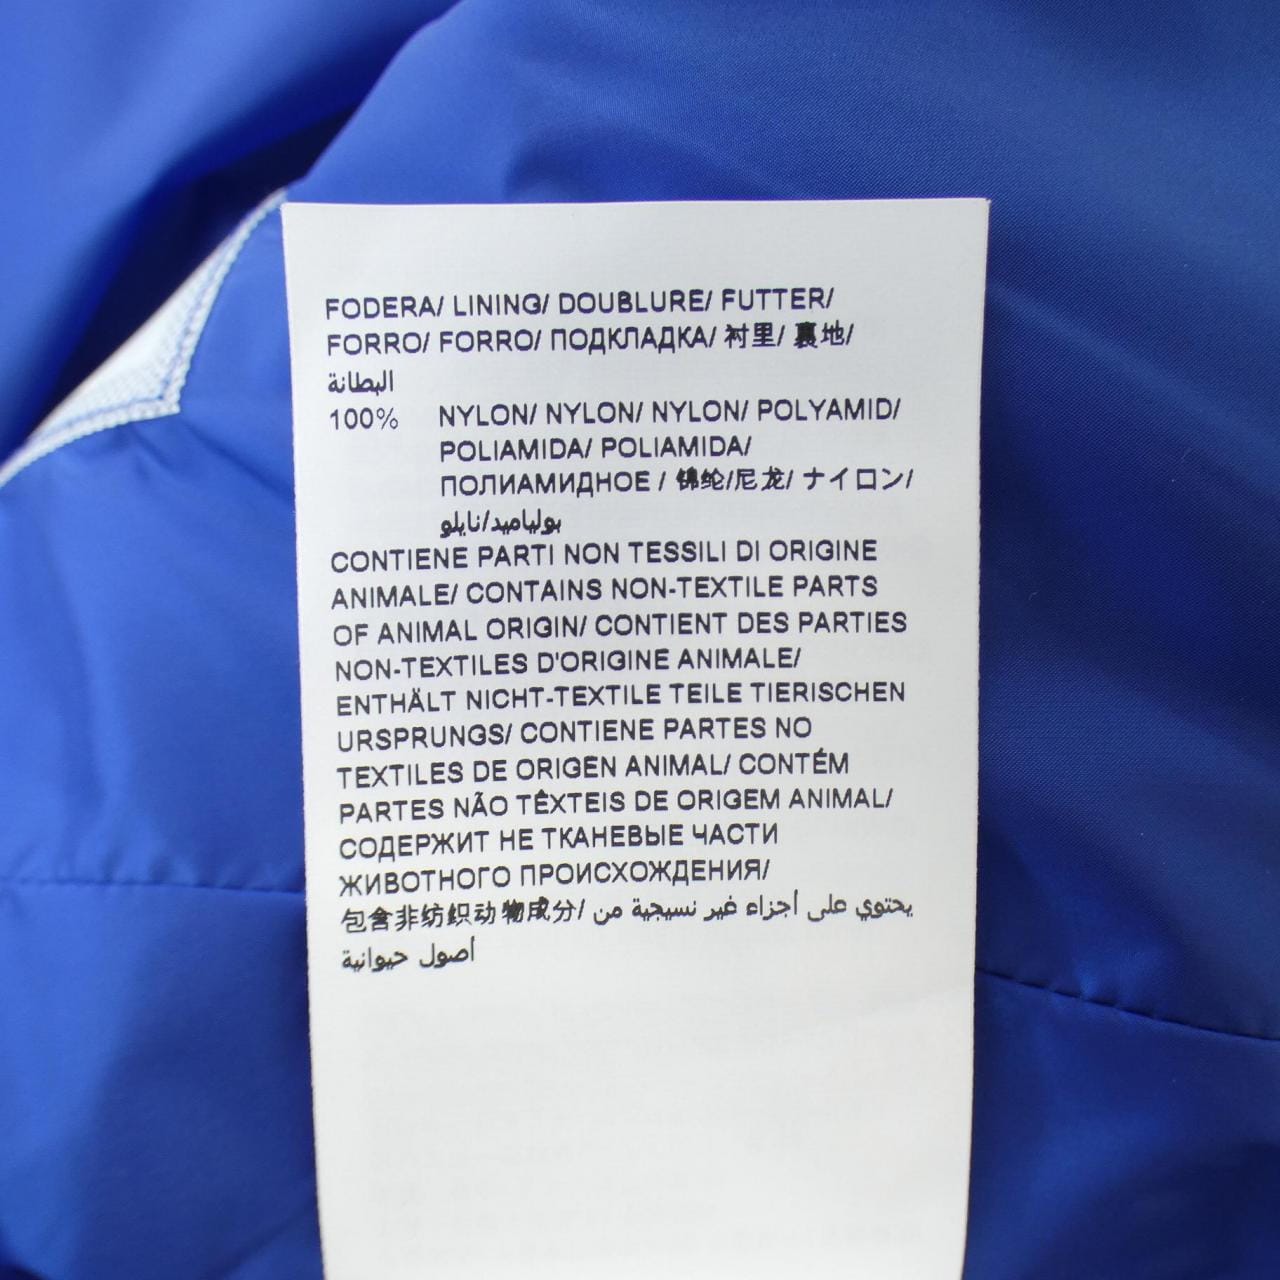 FODERA/ LINING/ DOUBLURE/ FUTTER/
FORRO/ FORRO/ ПОДКЛАДКА/ 衬里/ 裏地/
البطانة
100% NYLON/ NYLON/ NYLON/ POLYAMID/
POLIAMIDA/ POLIAMIDA/
ПОЛИАМИДНОЕ / 锦纶/尼龙/ ナイロン/
بولياميد/نايلو
CONTIENE PARTI NON TESSILI DI ORIGINE
ANIMALE/ CONTAINS NON-TEXTILE PARTS
OF ANIMAL ORIGIN/ CONTIENT DES PARTIES
NON-TEXTILES D'ORIGINE ANIMALE/
ENTHÄLT NICHT-TEXTILE TEILE TIERISCHEN
URSPRUNGS/ CONTIENE PARTES NO
TEXTILES DE ORIGEN ANIMAL/ CONTÉM
PARTES NÃO TÊXTEIS DE ORIGEM ANIMAL/
СОДЕРЖИТ НЕ ТКАНЕВЫЕ ЧАСТИ
ЖИВОТНОГО ПРОИСХОЖДЕНИЯ/
包含非纺织动物成分/ يحتوي على أجزاء غير نسيجية من
أصول حيوانية